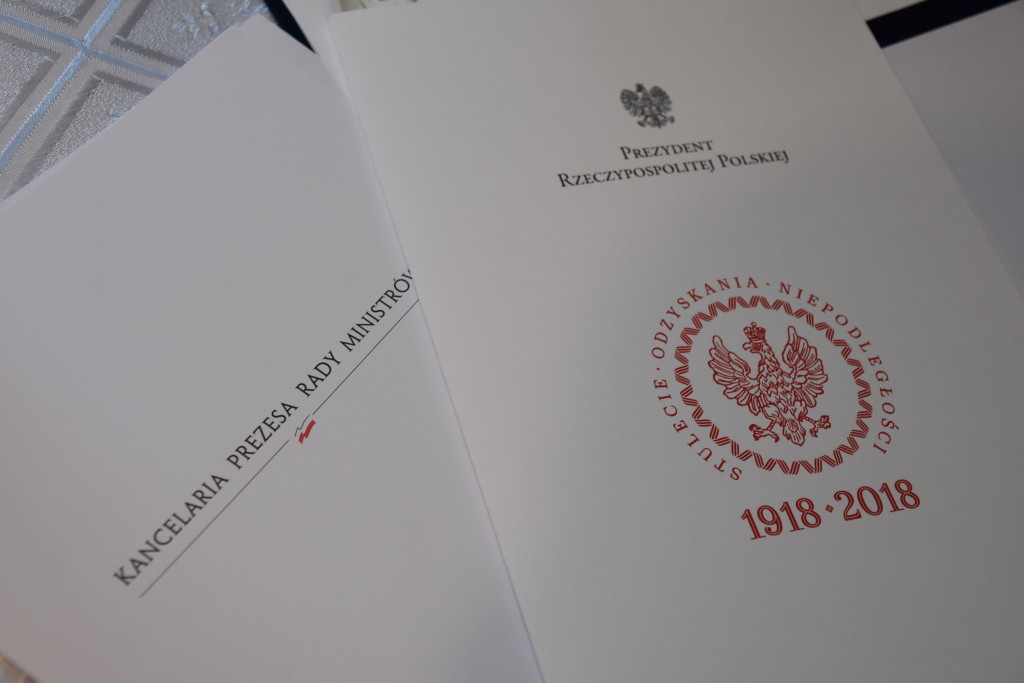 KANCELARIA PREZESA RADY MINISTRÓW
PREZYDENT
RZECZYPOSPOLITEJ POLSKIEJ
STULECIE · ODZYSKANIA · NIEPODLEGŁOŚCI
1918·2018